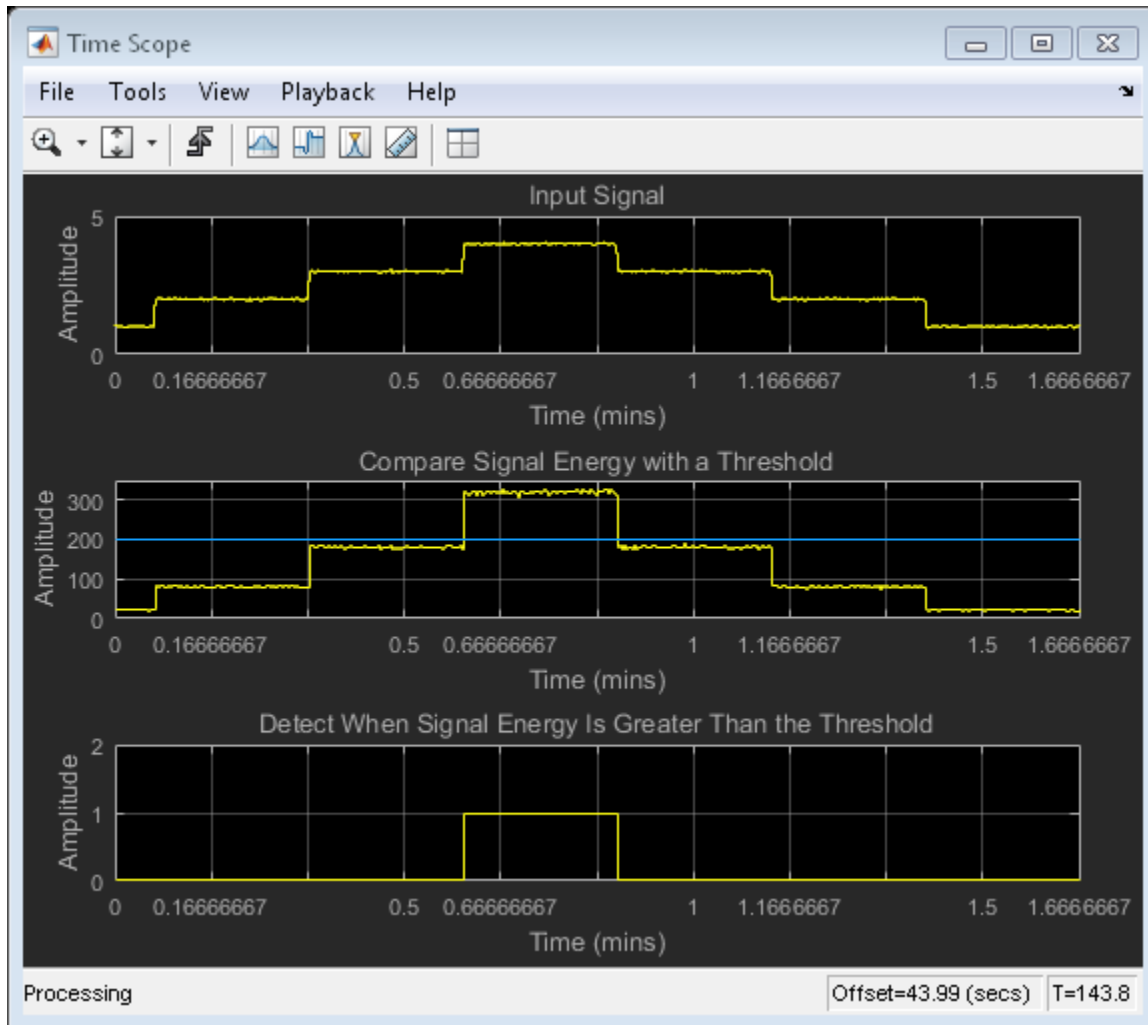 Time Scope
File Tools View Playback Help
Input Signal
Amplitude
5
0
0 0.16666667 0.5 0.66666667 1 1.1666667 1.5 1.6666667
Time (mins)
Compare Signal Energy with a Threshold
Amplitude
300
200
100
0
0 0.16666667 0.5 0.66666667 1 1.1666667 1.5 1.6666667
Time (mins)
Detect When Signal Energy Is Greater Than the Threshold
Amplitude
2
1
0
0 0.16666667 0.5 0.66666667 1 1.1666667 1.5 1.6666667
Time (mins)
Processing Offset=43.99 (secs) T=143.8